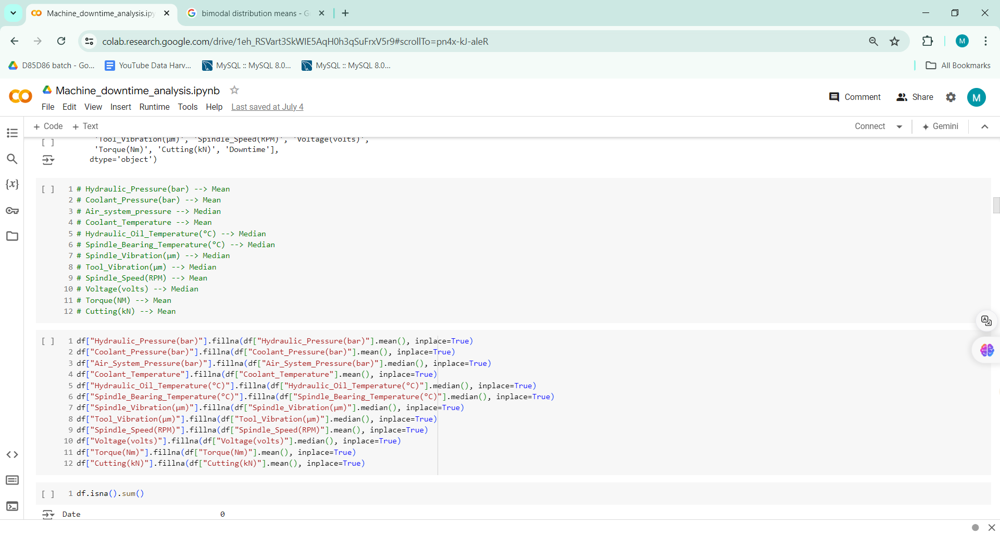 Machine_downtime_analysis.ipy
bimodal distribution means - G
colab.research.google.com/drive/1eh_RSVart3SkWIE5AqH0h3qSuFrxV5r9#scrollTo=pn4x-kJ-aleR
M
D85D86 batch - Go...
YouTube Data Harv...
MySQL :: MySQL 8.0...
MySQL :: MySQL 8.0...
All Bookmarks
Machine_downtime_analysis.ipynb
Comment
Share
M
File Edit View Insert Runtime Tools Help Last saved at July 4
+ Code + Text
Connect
Gemini
[ ] 'Tool_Vibration(μm)', 'Spindle_Speed(RPM)', 'Voltage(volts)',
'Torque(Nm)', 'Cutting(kN)', 'Downtime'],
dtype='object')
[ ] 1 # Hydraulic_Pressure(bar) --> Mean
2 # Coolant_Pressure(bar) --> Mean
3 # Air_system_pressure --> Median
4 # Coolant_Temperature --> Mean
5 # Hydraulic_Oil_Temperature(°C) --> Median
6 # Spindle_Bearing_Temperature(°C) --> Median
7 # Spindle_Vibration(μm) --> Median
8 # Tool_Vibration(μm) --> Median
9 # Spindle_Speed(RPM) --> Mean
10 # Voltage(volts) --> Median
11 # Torque(NM) --> Mean
12 # Cutting(kN) --> Mean
[ ] 1 df["Hydraulic_Pressure(bar)"].fillna(df["Hydraulic_Pressure(bar)"].mean(), inplace=True)
2 df["Coolant_Pressure(bar)"].fillna(df["Coolant_Pressure(bar)"].mean(), inplace=True)
3 df["Air_System_Pressure(bar)"].fillna(df["Air_System_Pressure(bar)"].median(), inplace=True)
4 df["Coolant_Temperature"].fillna(df["Coolant_Temperature"].mean(), inplace=True)
5 df["Hydraulic_Oil_Temperature(°C)"].fillna(df["Hydraulic_Oil_Temperature(°C)"].median(), inplace=True)
6 df["Spindle_Bearing_Temperature(°C)"].fillna(df["Spindle_Bearing_Temperature(°C)"].median(), inplace=True)
7 df["Spindle_Vibration(μm)"].fillna(df["Spindle_Vibration(μm)"].median(), inplace=True)
8 df["Tool_Vibration(μm)"].fillna(df["Tool_Vibration(μm)"].median(), inplace=True)
9 df["Spindle_Speed(RPM)"].fillna(df["Spindle_Speed(RPM)"].mean(), inplace=True)
10 df["Voltage(volts)"].fillna(df["Voltage(volts)"].median(), inplace=True)
11 df["Torque(Nm)"].fillna(df["Torque(Nm)"].mean(), inplace=True)
12 df["Cutting(kN)"].fillna(df["Cutting(kN)"].mean(), inplace=True)
[ ] 1 df.isna().sum()
Date 0